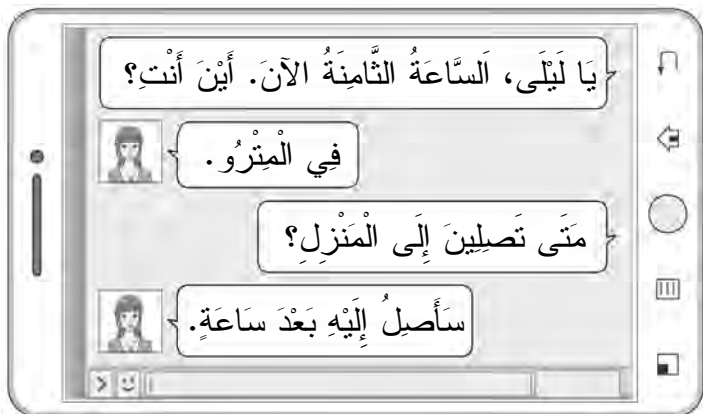 يَا لَيْلَى، اَلسَّاعَةُ الثَّامِنَةُ الآنَ. أَيْنَ أَنْتِ؟
فِي الْمِتْرُو.
مَتَى تَصِلِينَ إِلَى الْمَنْزِلِ؟
سَأَصِلُ إِلَيْهِ بَعْدَ سَاعَةٍ.